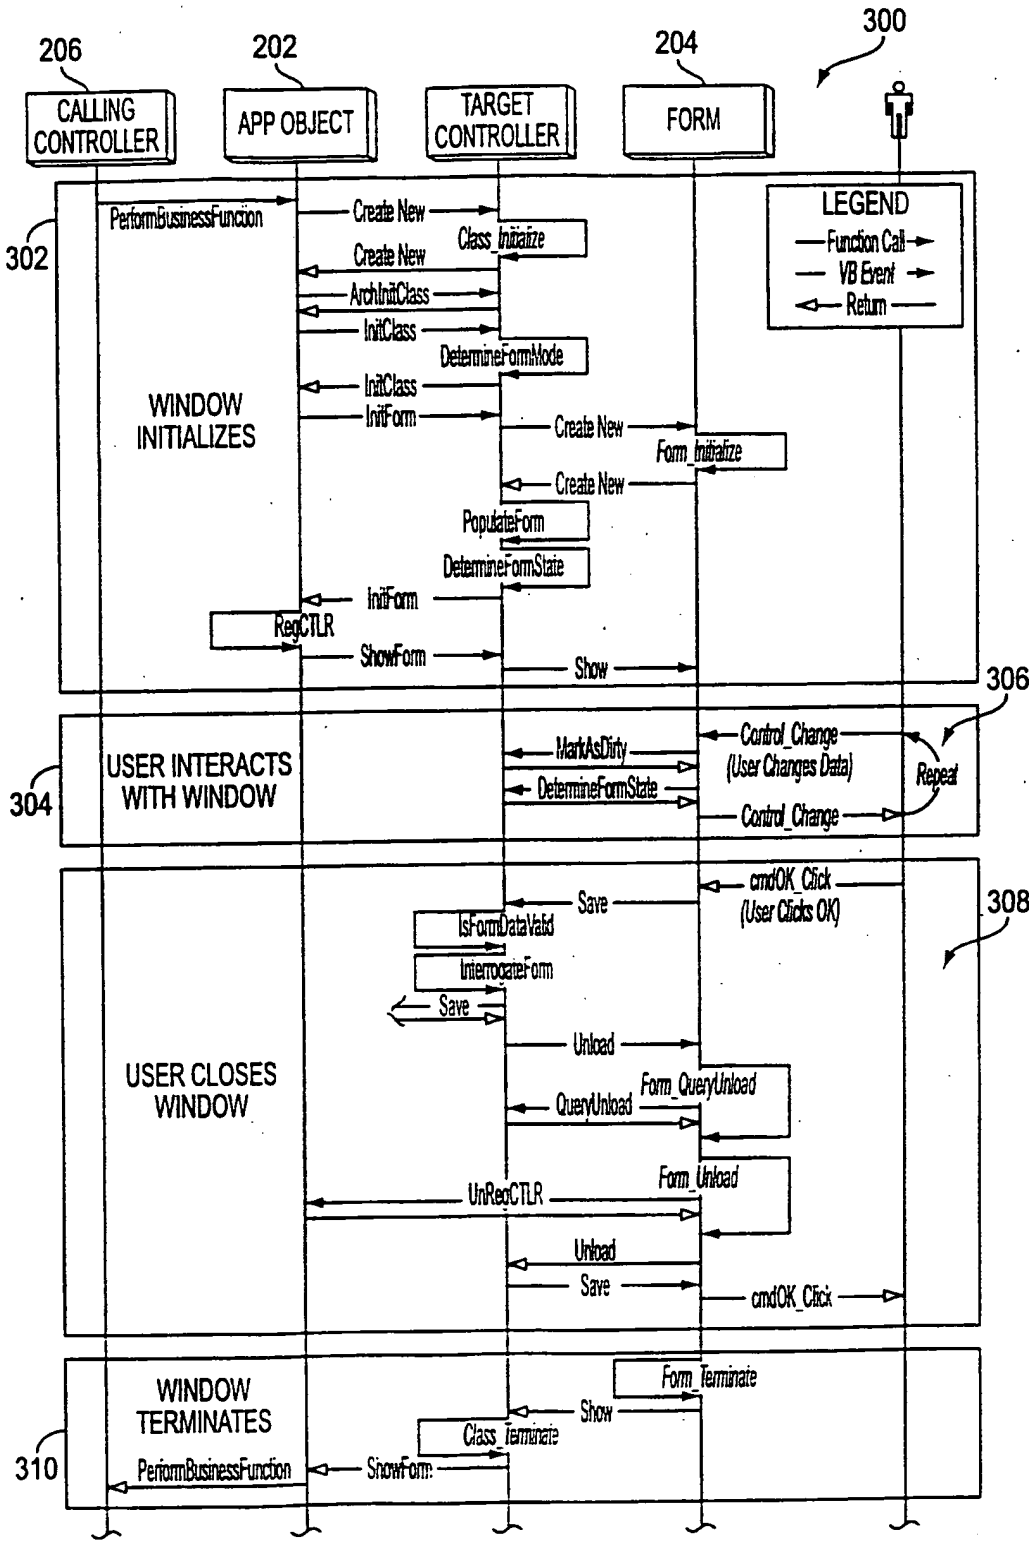 300
206
202
204
CALLING
CONTROLLER
APP OBJECT
TARGET
CONTROLLER
FORM
LEGEND
Function Call
VB Event
Return
302
PerformBusinessFunction
Create New
Class_Initialize
Create New
ArchInitClass
InitClass
DetermineFormMode
InitClass
WINDOW
INITIALIZES
InitForm
Create New
Form_Initialize
Create New
PopulateForm
DetermineFormState
InitForm
RegCTLR
ShowForm
Show
306
304
USER INTERACTS
WITH WINDOW
Control_Change
(User Changes Data)
MarkAsDirty
Repeat
DetermineFormState
Control_Change
308
cmdOK_Click
(User Clicks OK)
Save
IsFormDataValid
InterrogateForm
Save
Unload
USER CLOSES
WINDOW
Form_QueryUnload
QueryUnload
Form_Unload
UnRegCTLR
Unload
Save
cmdOK_Click
310
WINDOW
TERMINATES
Form_Terminate
Show
Class_Terminate
ShowForm
PerformBusinessFunction